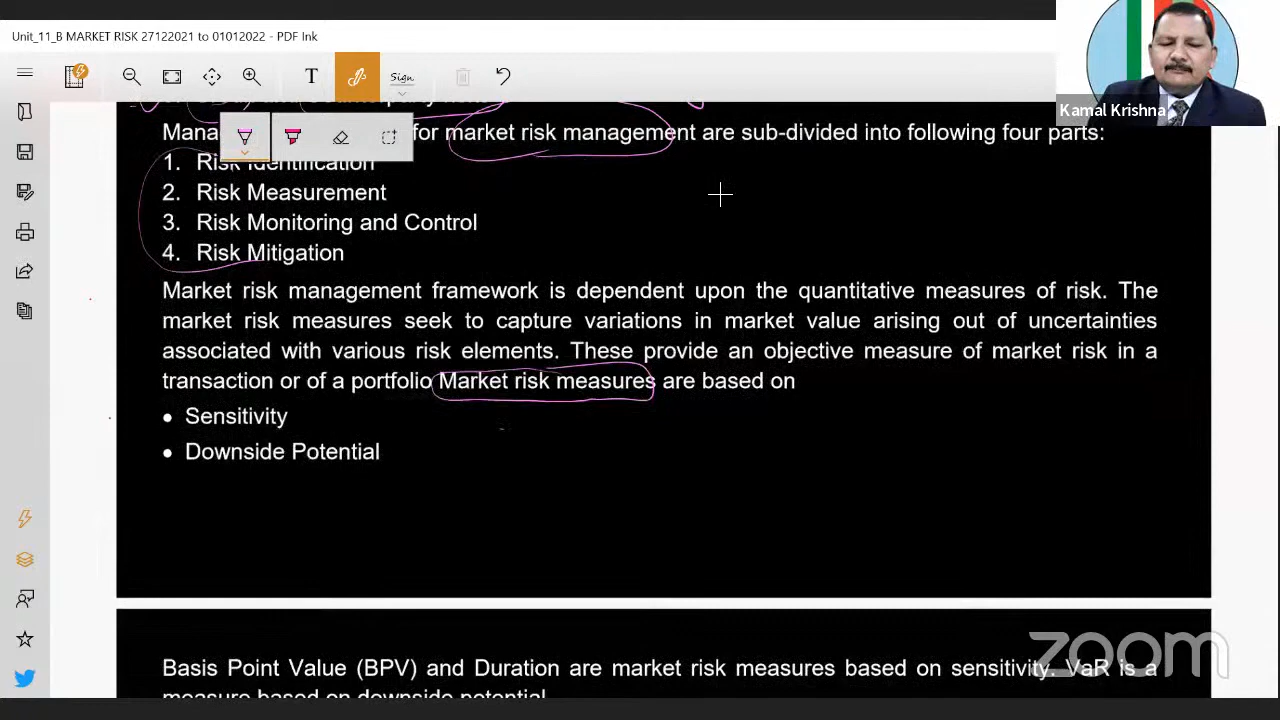 Unit_11_B MARKET RISK 27122021 to 01012022 - PDF Ink
T
Sign
Kamal Krishna
for market risk management are sub-divided into following four parts:
1. Risk Identification
2. Risk Measurement
3. Risk Monitoring and Control
4. Risk Mitigation
Market risk management framework is dependent upon the quantitative measures of risk. The
market risk measures seek to capture variations in market value arising out of uncertainties
associated with various risk elements. These provide an objective measure of market risk in a
transaction or of a portfolio Market risk measures are based on
• Sensitivity
• Downside Potential
Basis Point Value (BPV) and Duration are market risk measures based on sensitivity. VaR is a
measure based on downside potential
zoom